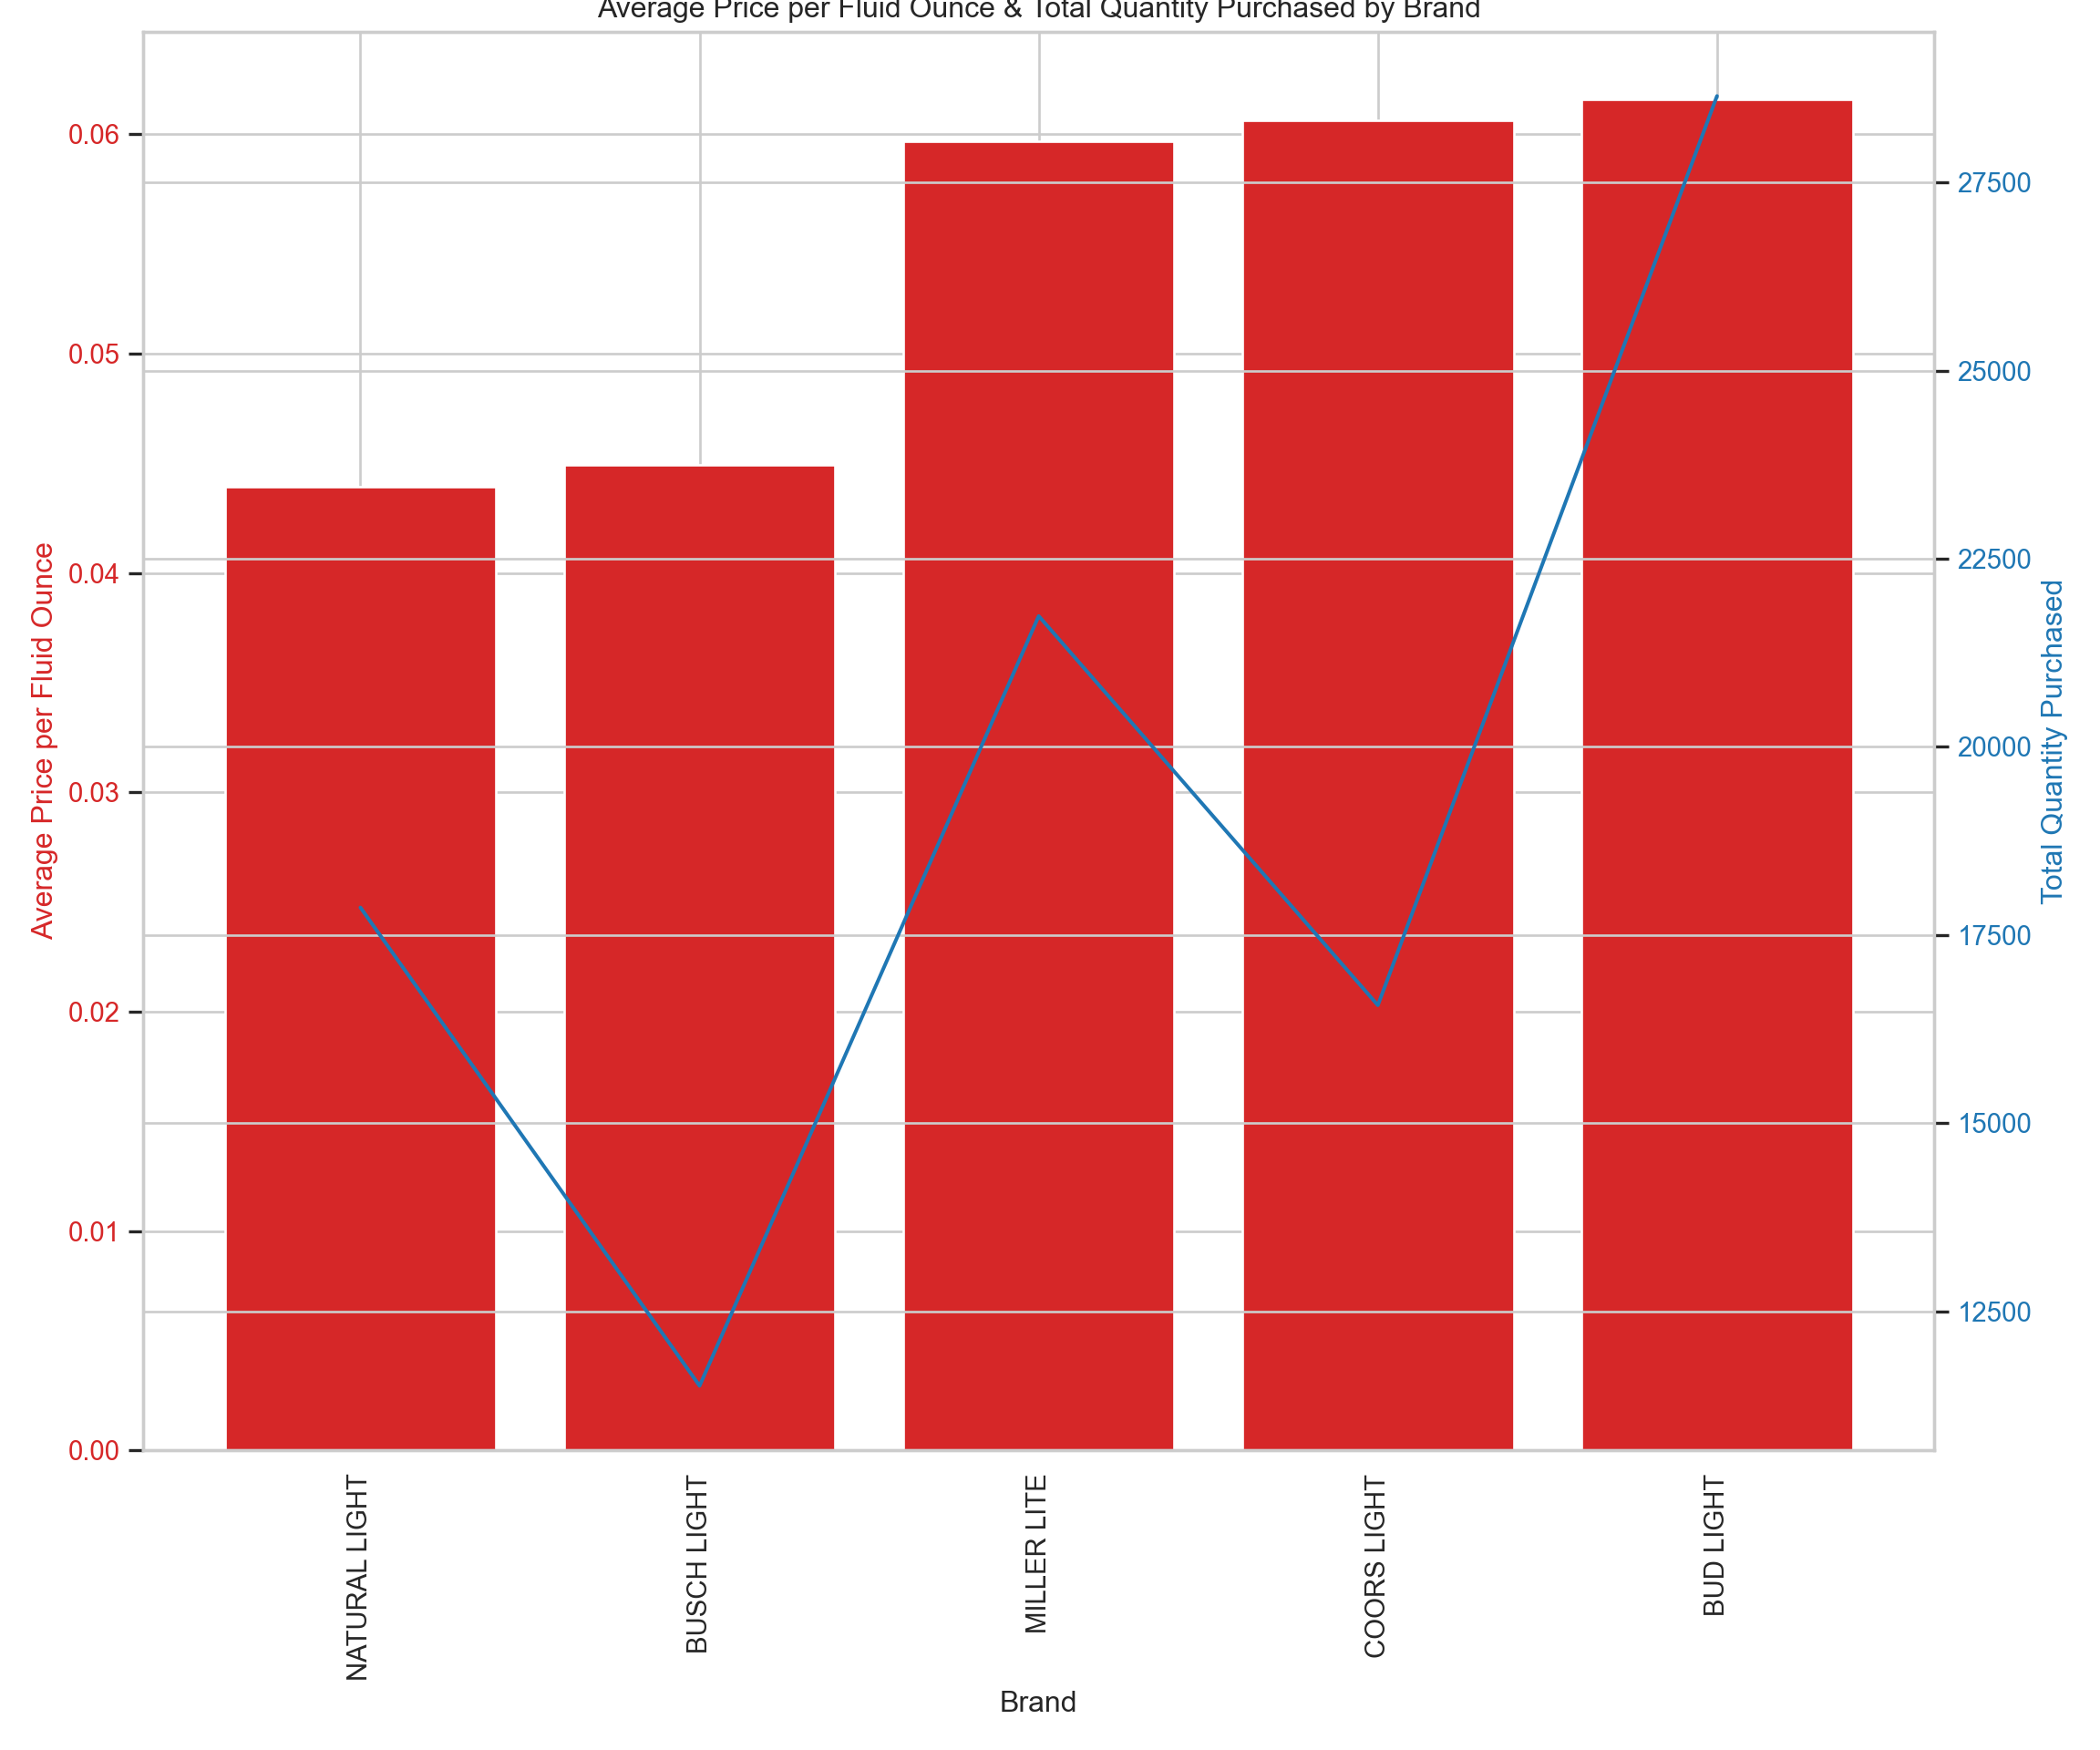 Average Price per Fluid Ounce & Total Quantity Purchased by Brand
Average Price per Fluid Ounce
0.06
0.05
0.04
0.03
0.02
0.01
0.00
27500
25000
22500
20000
17500
15000
12500
Total Quantity Purchased
NATURAL LIGHT
BUSCH LIGHT
MILLER LITE
COORS LIGHT
BUD LIGHT
Brand